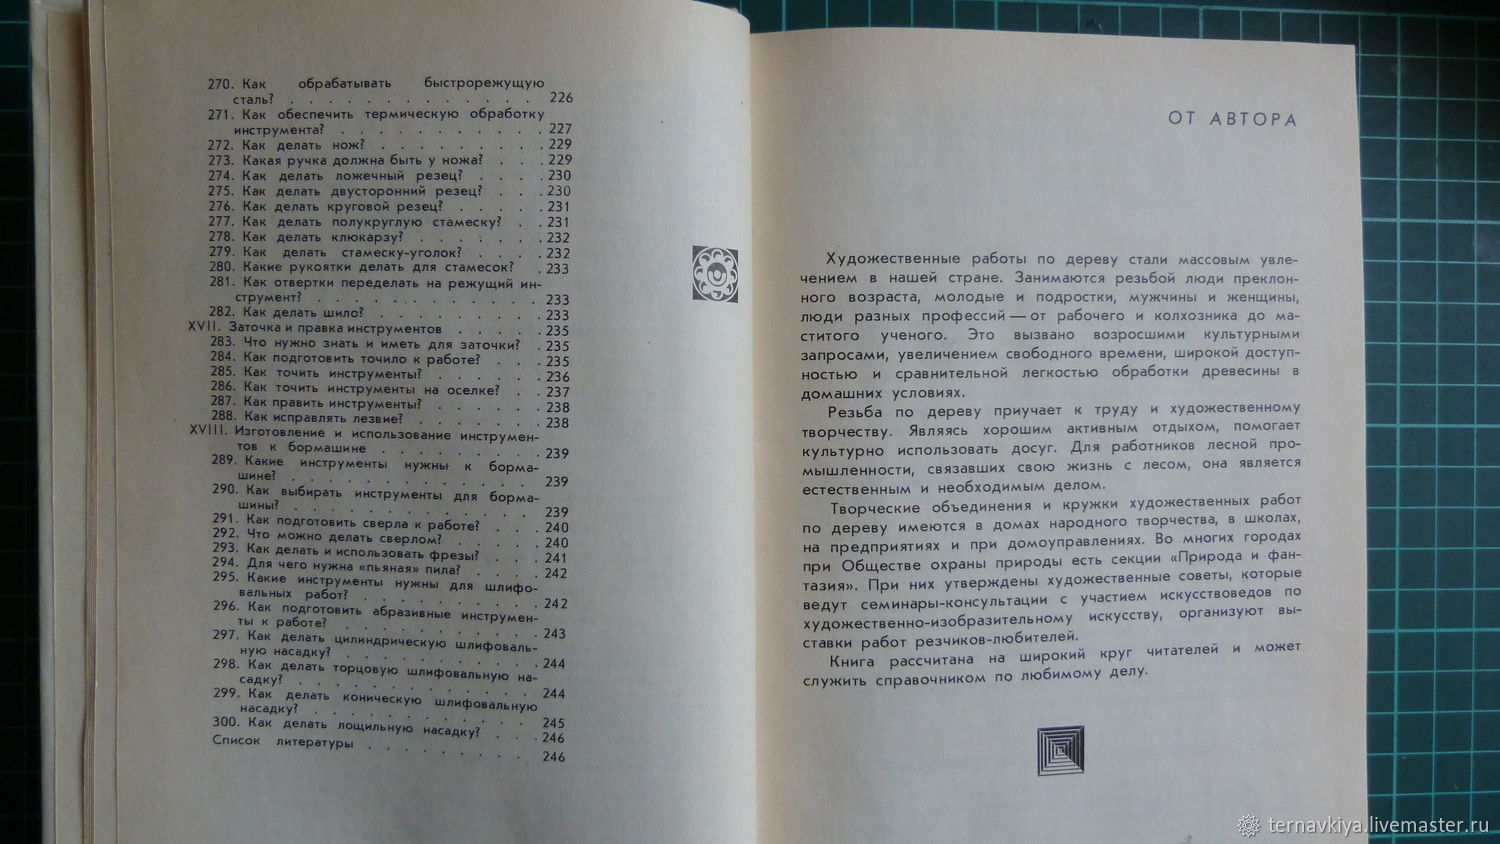 270. Как обрабатывать быстрорежущую
сталь? . . . . . . . . . . . . . 226
271. Как обеспечить термическую обработку
инструмента? . . . . . . . . . . . 227
272. Как делать нож? . . . . . . . . . 229
273. Какая ручка должна быть у ножа? . . . 229
274. Как делать ложечный резец? . . . . 230
275. Как делать двусторонний резец? . . . 230
276. Как делать круговой резец? . . . . . 231
277. Как делать полукруглую стамеску? . . 231
278. Как делать клюкарзу? . . . . . . . 232
279. Как делать стамеску-уголок? . . . . 232
280. Какие рукоятки делать для стамесок? . 233
281. Как отвертки переделать на режущий ин-
струмент? . . . . . . . . . . . . 233
282. Как делать шило? . . . . . . . . . 233
XVII. Заточка и правка инструментов . . . . . 235
283. Что нужно знать и иметь для заточки? . 235
284. Как подготовить точило к работе? . . . 235
285. Как точить инструменты? . . . . . . 236
286. Как точить инструменты на оселке? . . 237
287. Как править инструменты? . . . . . . 238
288. Как исправлять лезвие? . . . . . . . 238
XVIII. Изготовление и использование инструмен-
тов к бормашине . . . . . . . . . 239
289. Какие инструменты нужны к борма-
шине? . . . . . . . . . . . . . 239
290. Как выбирать инструменты для борма-
шины? . . . . . . . . . . . . . 239
291. Как подготовить сверла к работе? . . . 240
292. Что можно делать сверлом? . . . . . 240
293. Как делать и использовать фрезы? . . . 241
294. Для чего нужна «пьяная» пила? . . . . 242
295. Какие инструменты нужны для шлифо-
вальных работ? . . . . . . . . . . 242
296. Как подготовить абразивные инструмен-
ты к работе? . . . . . . . . . . . 243
297. Как делать цилиндрическую шлифоваль-
ную насадку? . . . . . . . . . . . 244
298. Как делать торцовую шлифовальную на-
садку? . . . . . . . . . . . . . 244
299. Как делать коническую шлифовальную
насадку? . . . . . . . . . . . . 245
300. Как делать лощильную насадку? . . . 246
Список литературы . . . . . . . . . . 246
ОТ АВТОРА
Художественные работы по дереву стали массовым увле-
чением в нашей стране. Занимаются резьбой люди преклон-
ного возраста, молодые и подростки, мужчины и женщины,
люди разных профессий — от рабочего и колхозника до ма-
ститого ученого. Это вызвано возросшими культурными
запросами, увеличением свободного времени, широкой доступ-
ностью и сравнительной легкостью обработки древесины в
домашних условиях.
Резьба по дереву приучает к труду и художественному
творчеству. Являясь хорошим активным отдыхом, помогает
культурно использовать досуг. Для работников лесной про-
мышленности, связавших свою жизнь с лесом, она является
естественным и необходимым делом.
Творческие объединения и кружки художественных работ
по дереву имеются в домах народного творчества, в школах,
на предприятиях и при домоуправлениях. Во многих городах
при Обществе охраны природы есть секции «Природа и фан-
тазия». При них утверждены художественные советы, которые
ведут семинары-консультации с участием искусствоведов по
художественно-изобразительному искусству, организуют вы-
ставки работ резчиков-любителей.
Книга рассчитана на широкий круг читателей и может
служить справочником по любимому делу.
ternavkiya.livemaster.ru